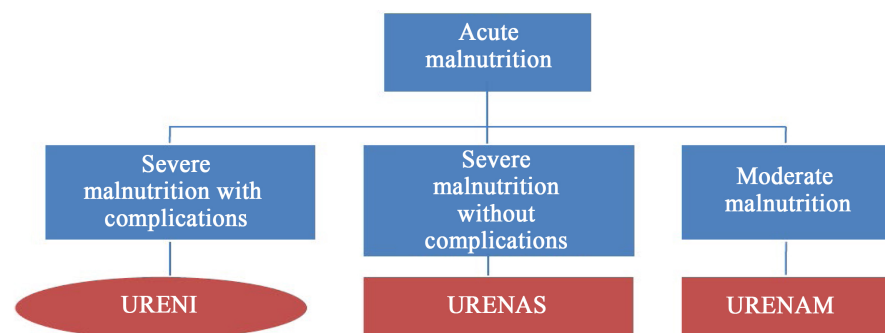 Acute
malnutrition
Severe
malnutrition with
complications
Severe
malnutrition
without
complications
Moderate
malnutrition
URENI
URENAS
URENAM